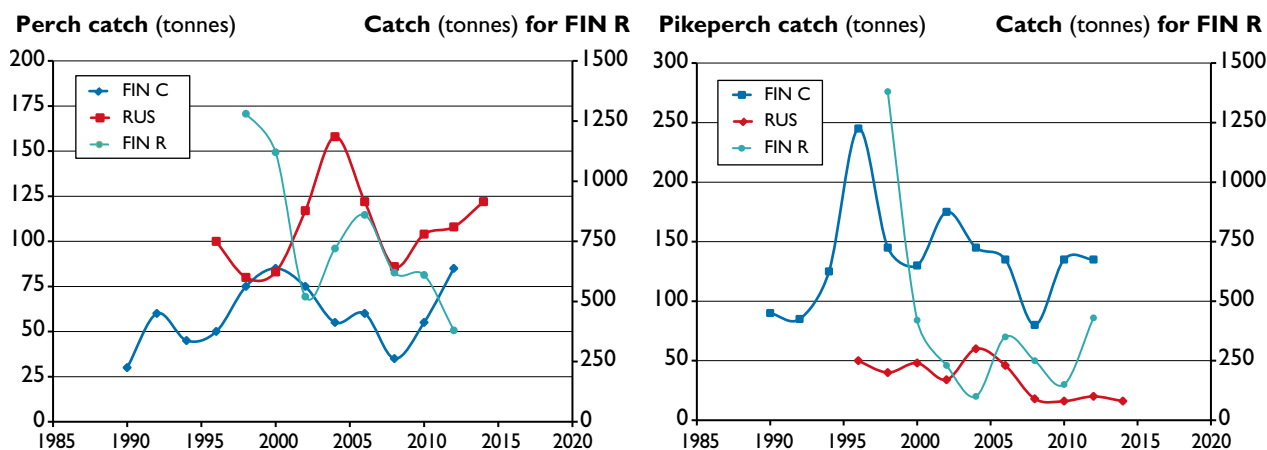 Perch catch (tonnes)
Catch (tonnes) for FIN R
200
175
150
125
100
75
50
25
0
1500
1250
1000
750
500
250
0
FIN C
RUS
FIN R
1985 1990 1995 2000 2005 2010 2015 2020
Pikeperch catch (tonnes)
Catch (tonnes) for FIN R
300
250
200
150
100
50
0
1500
1250
1000
750
500
250
0
FIN C
RUS
FIN R
1985 1990 1995 2000 2005 2010 2015 2020